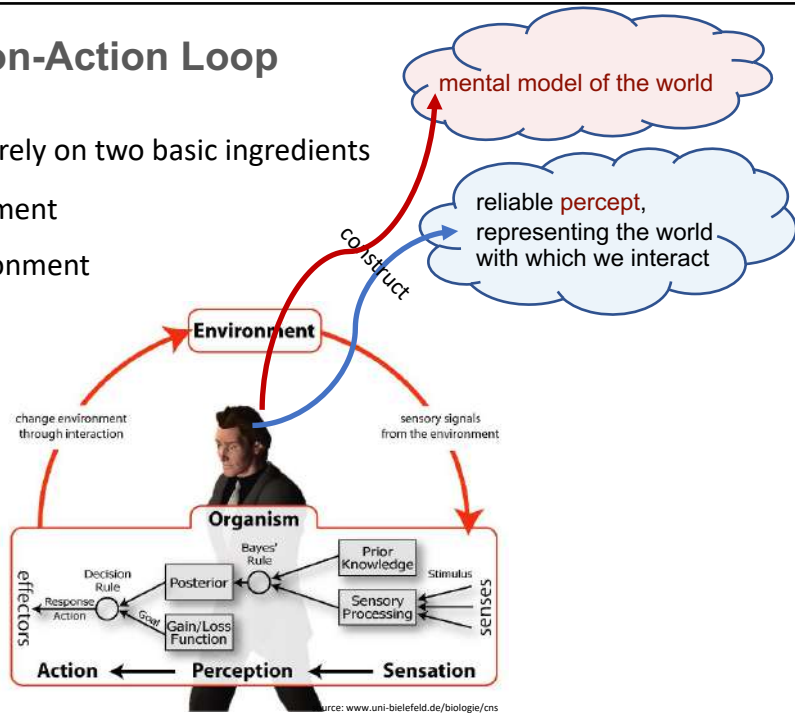 on-Action Loop
mental model of the world
rely on two basic ingredients
ment
onment
reliable percept,
representing the world
with which we interact
construct
Environment
change environment
through interaction
sensory signals
from the environment
Organism
effectors
Response
Action
Decision
Rule
Goal
Posterior
Gain/Loss
Function
Bayes'
Rule
Prior
Knowledge
Sensory
Processing
Stimulus
senses
Action
Perception
Sensation
urce: www.uni-bielefeld.de/biologie/cns